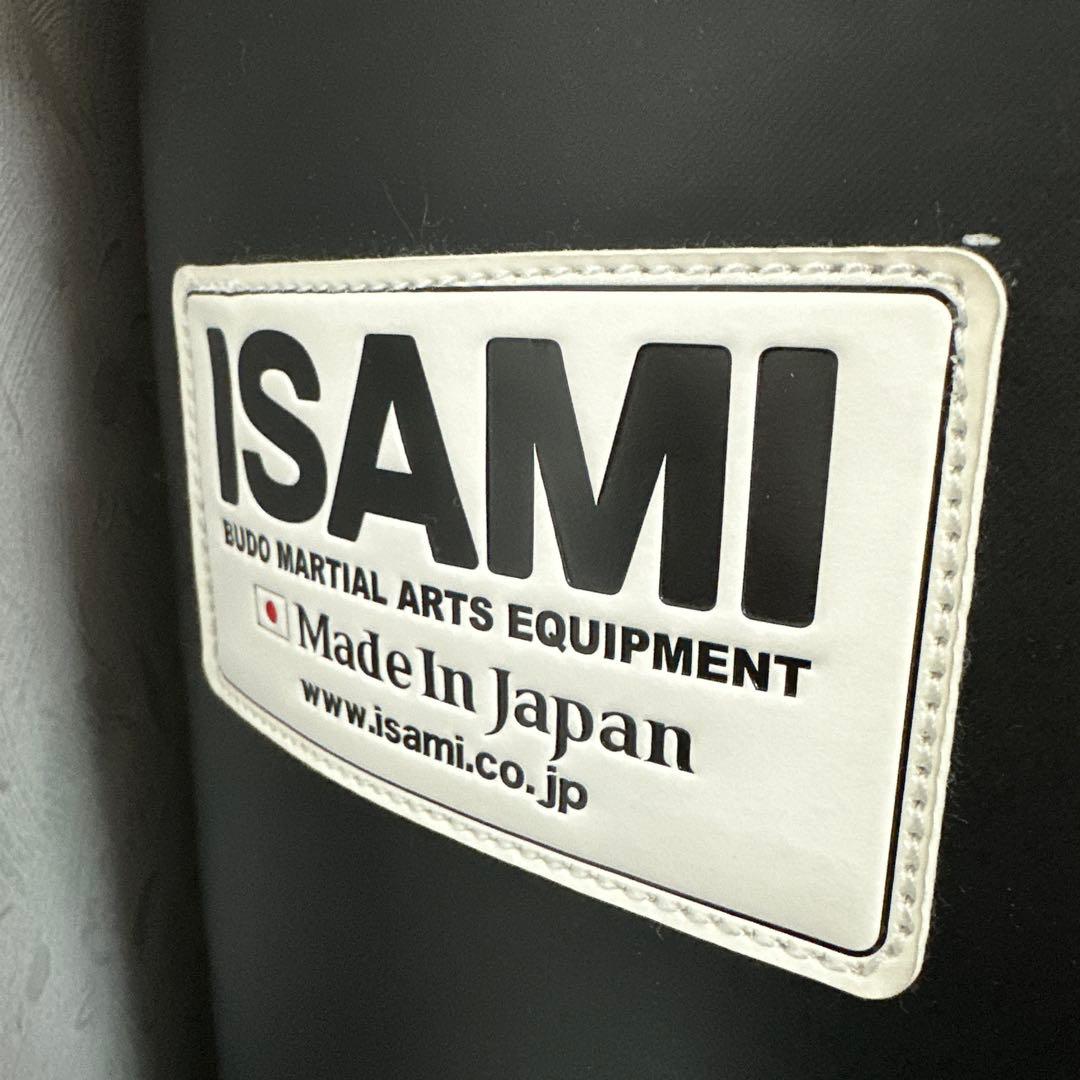 ISAMI
BUDO MARTIAL ARTS EQUIPMENT
Made In Japan
www.isami.co.jp